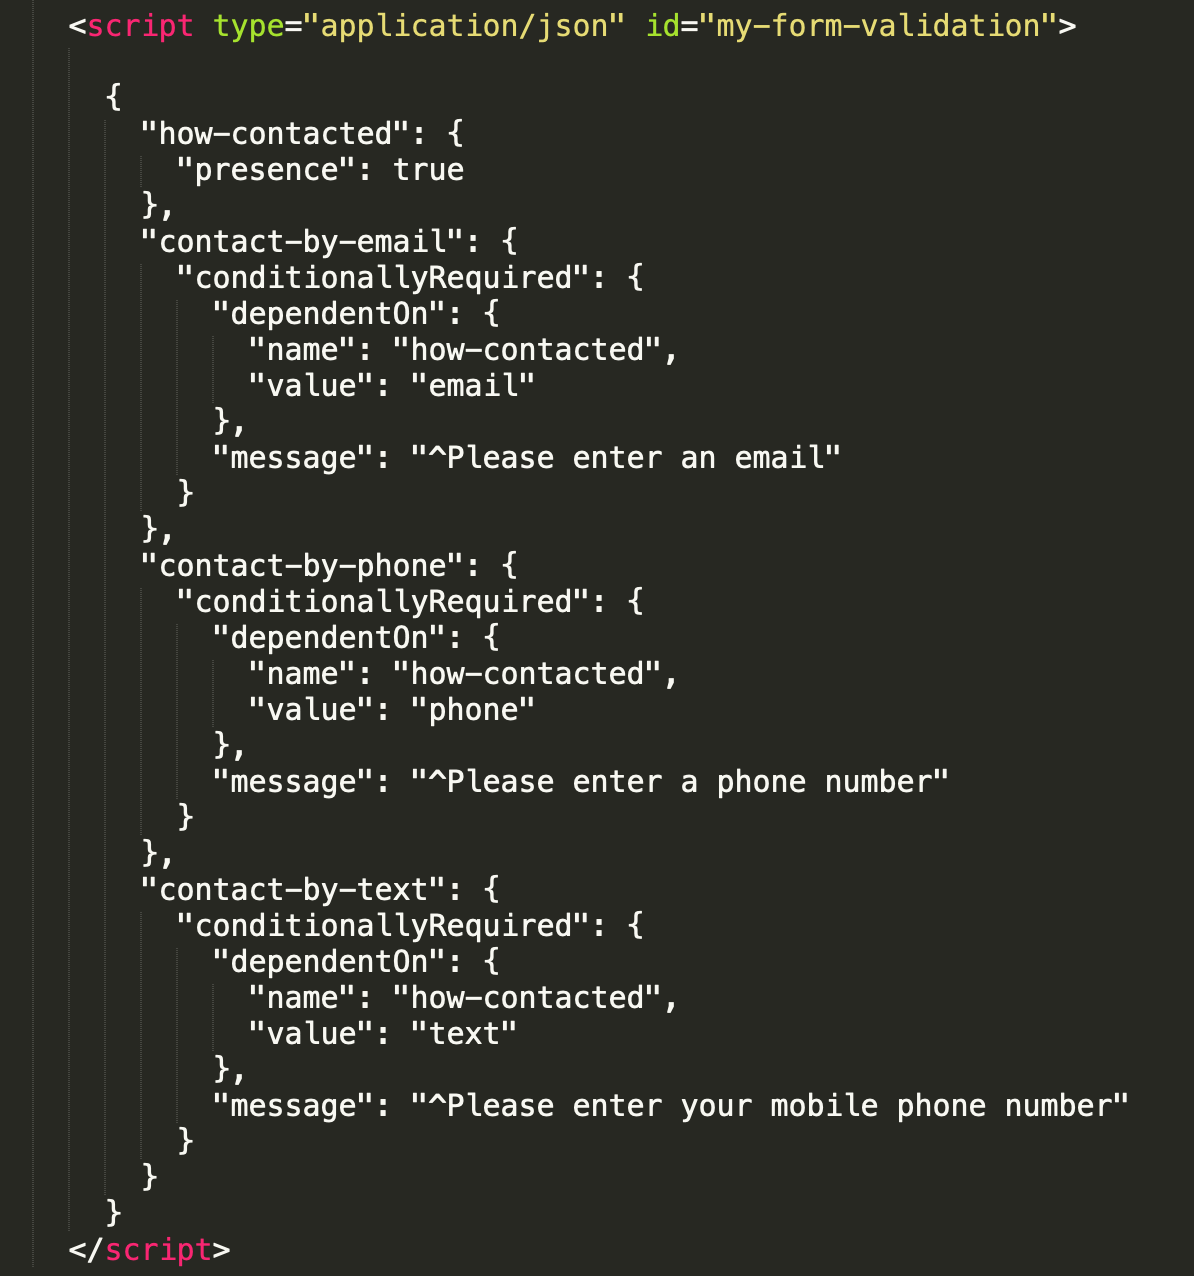 <script type="application/json" id="my-form-validation">
{
"how-contacted": {
"presence": true
},
"contact-by-email": {
"conditionallyRequired": {
"dependentOn": {
"name": "how-contacted",
"value": "email"
},
"message": "^Please enter an email"
}
},
"contact-by-phone": {
"conditionallyRequired": {
"dependentOn": {
"name": "how-contacted",
"value": "phone"
},
"message": "^Please enter a phone number"
}
},
"contact-by-text": {
"conditionallyRequired": {
"dependentOn": {
"name": "how-contacted",
"value": "text"
},
"message": "^Please enter your mobile phone number"
}
}
}
</script>